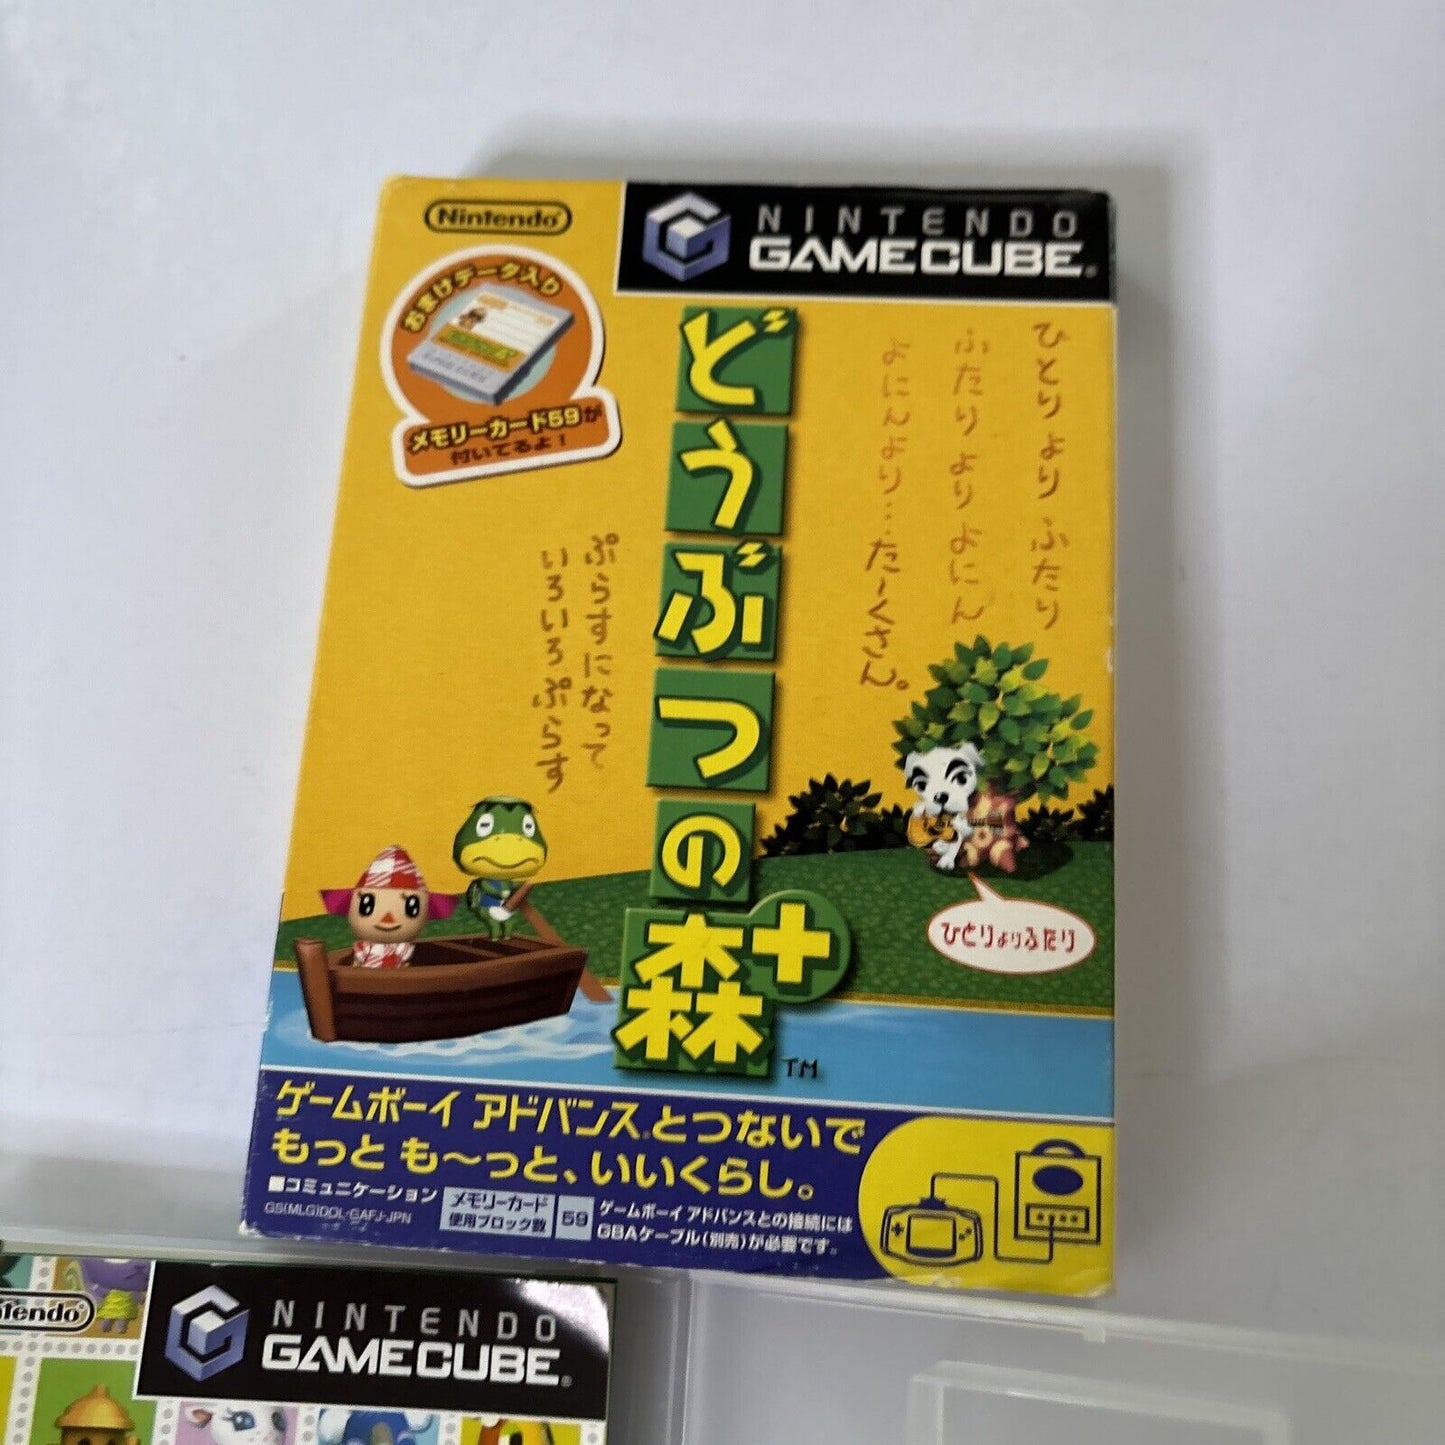 Nintendo
NINTENDO
GAMECUBE
おまけデータ入り
メモリーカード59が
付いてるよ!
どうぶつの森+
TM
ひとりより ふたり
ふたりより よにん
よにんより…た〜くさん。
ぷらすになって
いろいろ ぷらす
ひとりよりふたり
ゲームボーイ アドバンスとつないで
もっと も〜っと、いいくらし。
■コミュニケーション
GS(MLG)DOL-GAFJ-JPN
メモリーカード
使用ブロック数
59
ゲームボーイ アドバンスとの接続には
GBAケーブル(別売)が必要です。
ntendo
NINTENDO
GAMECUBE